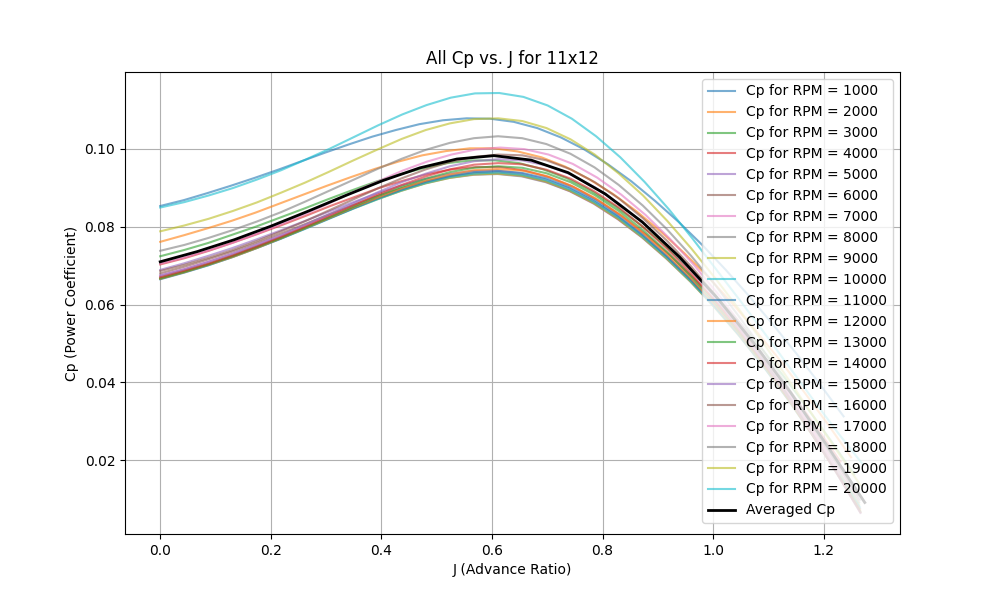 All Cp vs. J for 11x12
Cp (Power Coefficient)
0.10
0.08
0.06
0.04
0.02
0.0 0.2 0.4 0.6 0.8 1.0 1.2
J (Advance Ratio)
Cp for RPM = 1000
Cp for RPM = 2000
Cp for RPM = 3000
Cp for RPM = 4000
Cp for RPM = 5000
Cp for RPM = 6000
Cp for RPM = 7000
Cp for RPM = 8000
Cp for RPM = 9000
Cp for RPM = 10000
Cp for RPM = 11000
Cp for RPM = 12000
Cp for RPM = 13000
Cp for RPM = 14000
Cp for RPM = 15000
Cp for RPM = 16000
Cp for RPM = 17000
Cp for RPM = 18000
Cp for RPM = 19000
Cp for RPM = 20000
Averaged Cp